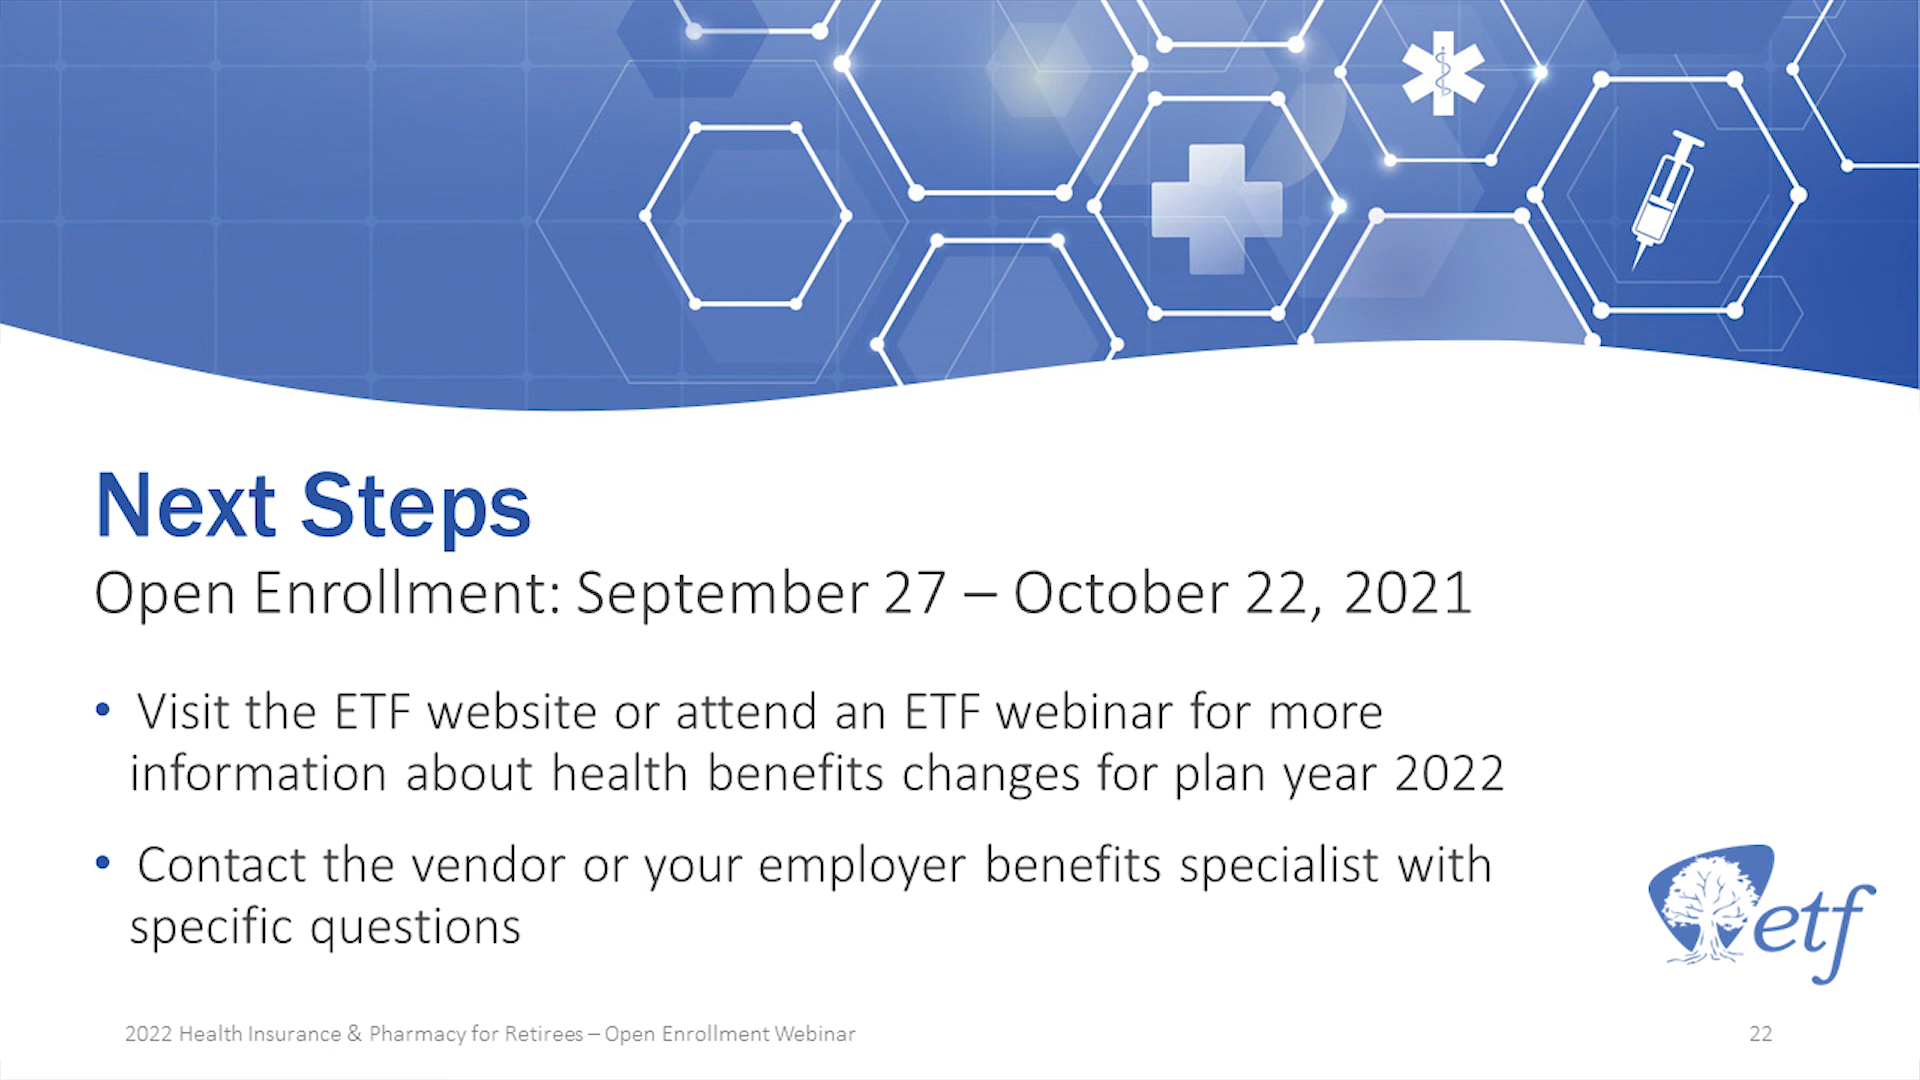 Next Steps
Open Enrollment: September 27 – October 22, 2021
• Visit the ETF website or attend an ETF webinar for more
information about health benefits changes for plan year 2022
• Contact the vendor or your employer benefits specialist with
specific questions
etf
2022 Health Insurance & Pharmacy for Retirees – Open Enrollment Webinar
22